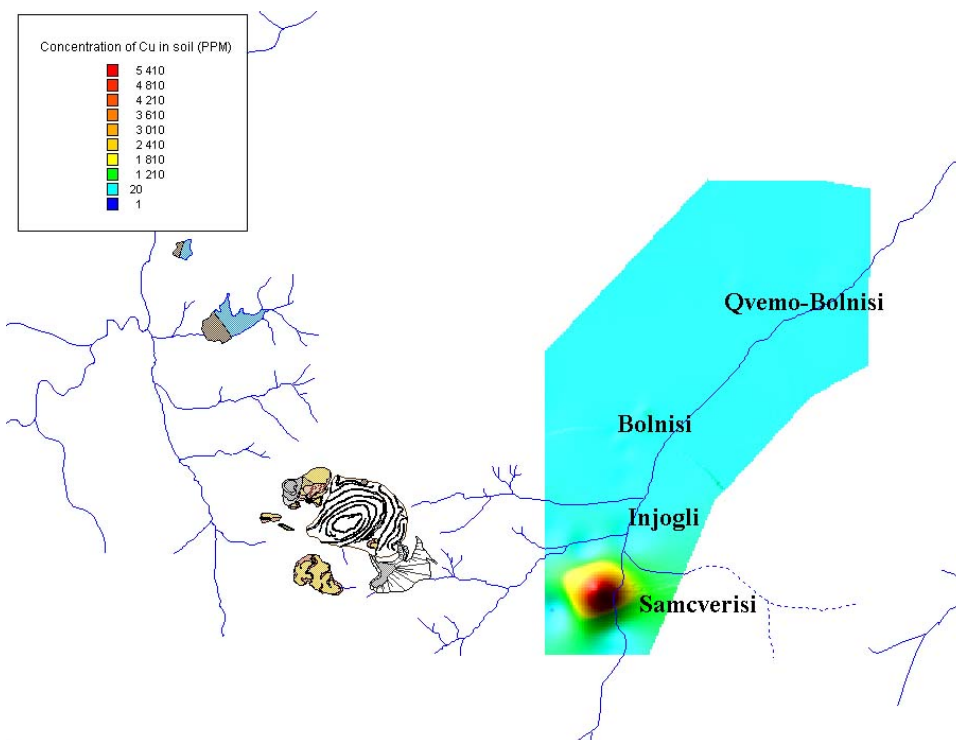 Concentration of Cu in soil (PPM)
5 410
4 810
4 210
3 610
3 010
2 410
1 810
1 210
20
1
Qvemo-Bolnisi
Bolnisi
Injogli
Samcverisi